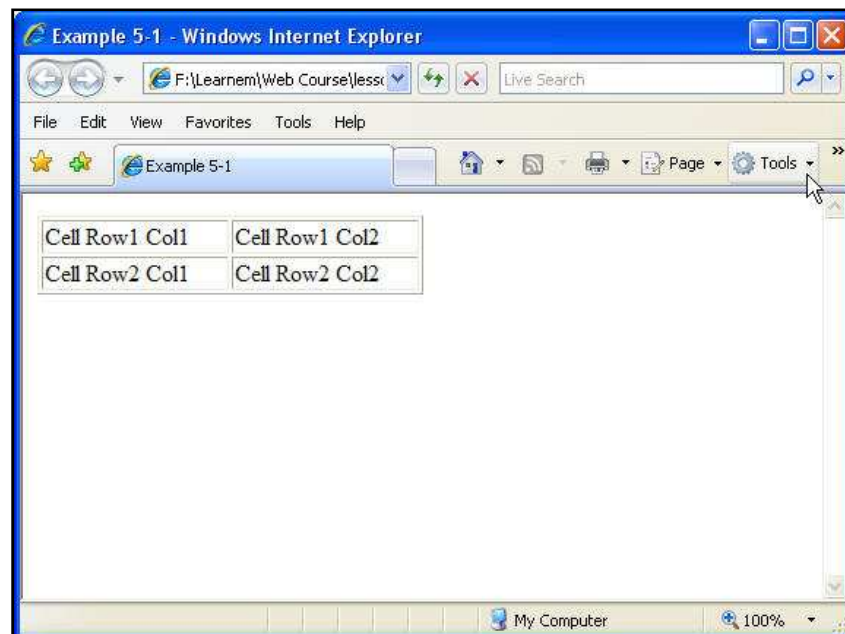 Example 5-1 - Windows Internet Explorer
F:\Learnem\Web Course\less
Live Search
File Edit View Favorites Tools Help
Example 5-1
Page Tools »
Cell Row1 Col1 Cell Row1 Col2
Cell Row2 Col1 Cell Row2 Col2
My Computer 100%